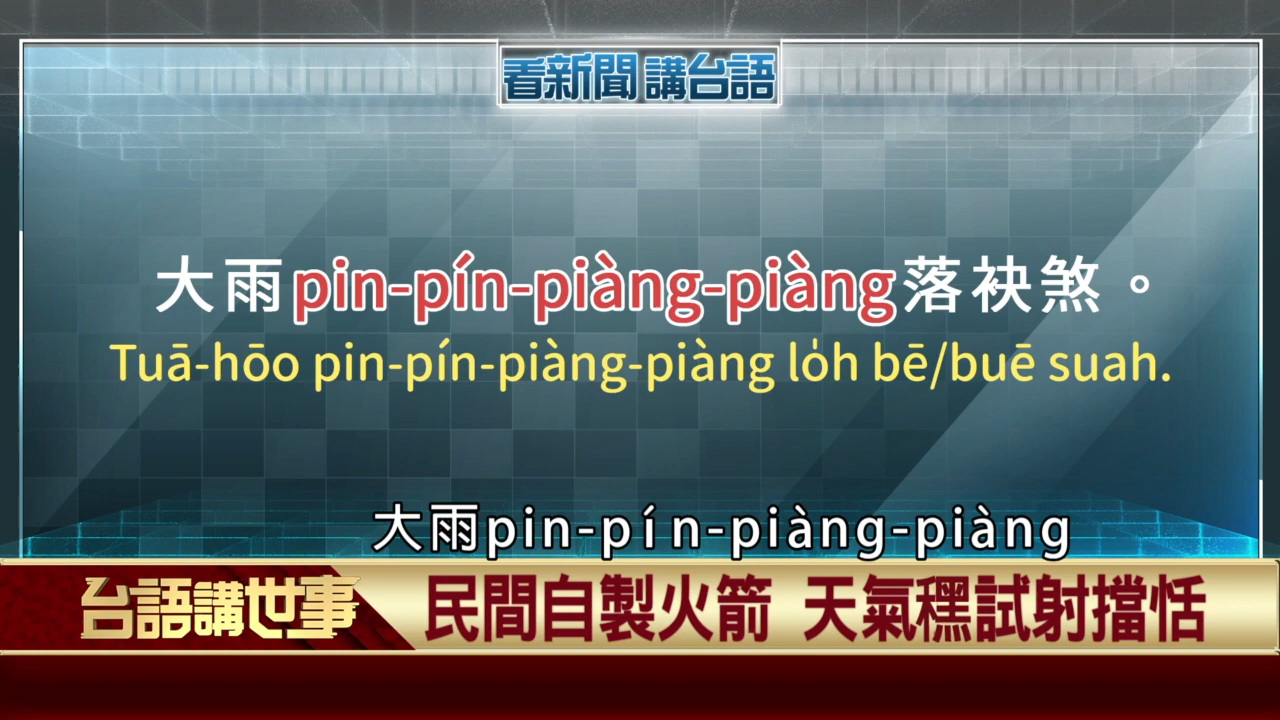 看新聞 講台語
大雨pin-pín-piàng-piàng落袂煞。
Tuā-hōo pin-pín-piàng-piàng lo̍h bē/buē suah.
大雨pin-pín-piàng-piàng
台語講世事
民間自製火箭 天氣穤試射擋恬